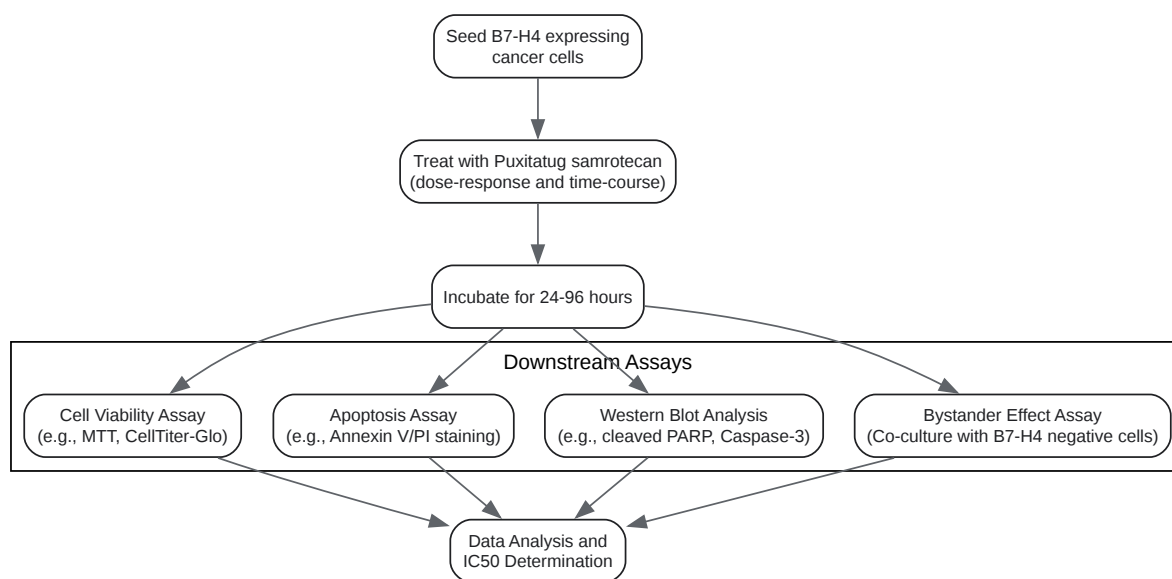 Seed B7-H4 expressing
cancer cells
Treat with Puxitatug samrotecan
(dose-response and time-course)
Incubate for 24-96 hours
Downstream Assays
Cell Viability Assay
(e.g., MTT, CellTiter-Glo)
Apoptosis Assay
(e.g., Annexin V/PI staining)
Western Blot Analysis
(e.g., cleaved PARP, Caspase-3)
Bystander Effect Assay
(Co-culture with B7-H4 negative cells)
Data Analysis and
IC50 Determination